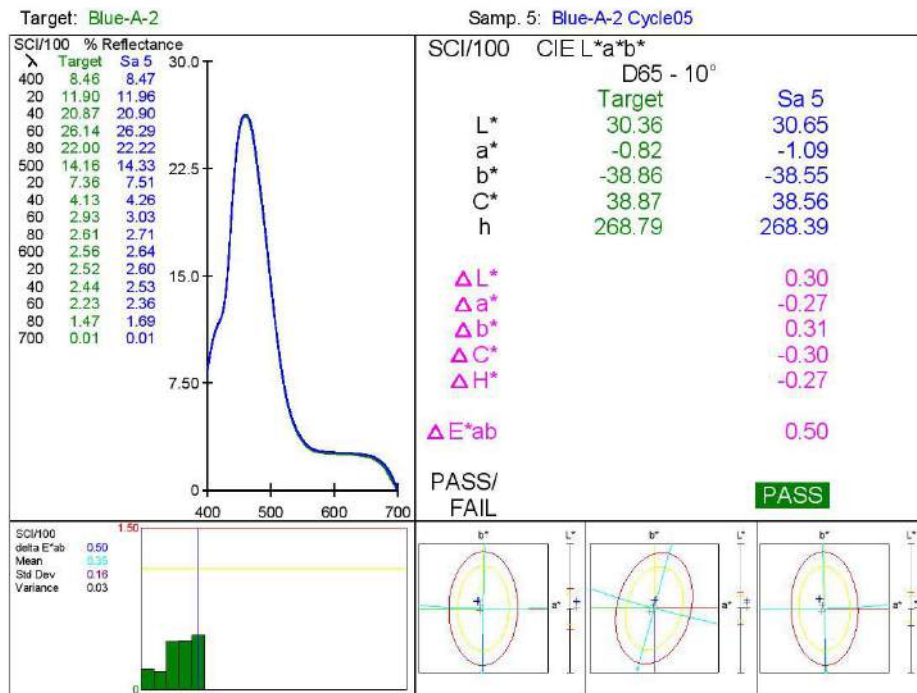 Target: Blue-A-2
Samp. 5: Blue-A-2 Cycle05
SCI/100 % Reflectance
λ Target Sa 5
400 8.46 8.47
20 11.90 11.96
40 20.87 20.90
60 26.14 26.29
80 22.00 22.22
500 14.16 14.33
20 7.36 7.51
40 4.13 4.26
60 2.93 3.03
80 2.61 2.71
600 2.56 2.64
20 2.52 2.60
40 2.44 2.53
60 2.23 2.36
80 1.47 1.69
700 0.01 0.01
30.0
22.5
15.0
7.50
0
400 500 600 700
SCI/100 CIE L*a*b*
D65 - 10°
Target Sa 5
L* 30.36 30.65
a* -0.82 -1.09
b* -38.86 -38.55
C* 38.87 38.56
h 268.79 268.39
Δ L* 0.30
Δ a* -0.27
Δ b* 0.31
Δ C* -0.30
Δ H* -0.27
Δ E*ab 0.50
PASS/
FAIL
PASS
SCI/100
delta E*ab 0.50
Mean 0.35
Std Dev 0.16
Variance 0.03
1.50
0
b* L*
a*
b* L*
a*
b* L*
a*